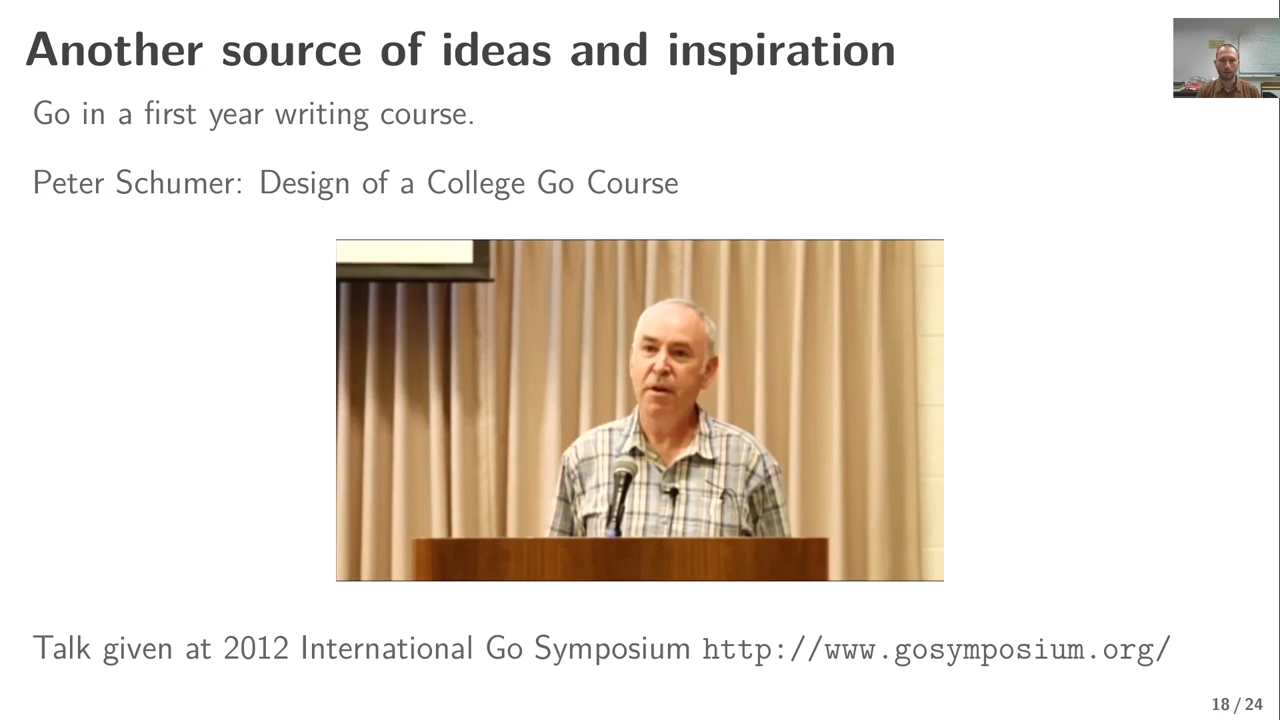 Another source of ideas and inspiration
Go in a first year writing course.
Peter Schumer: Design of a College Go Course
Talk given at 2012 International Go Symposium http://www.gosymposium.org/
18 / 24